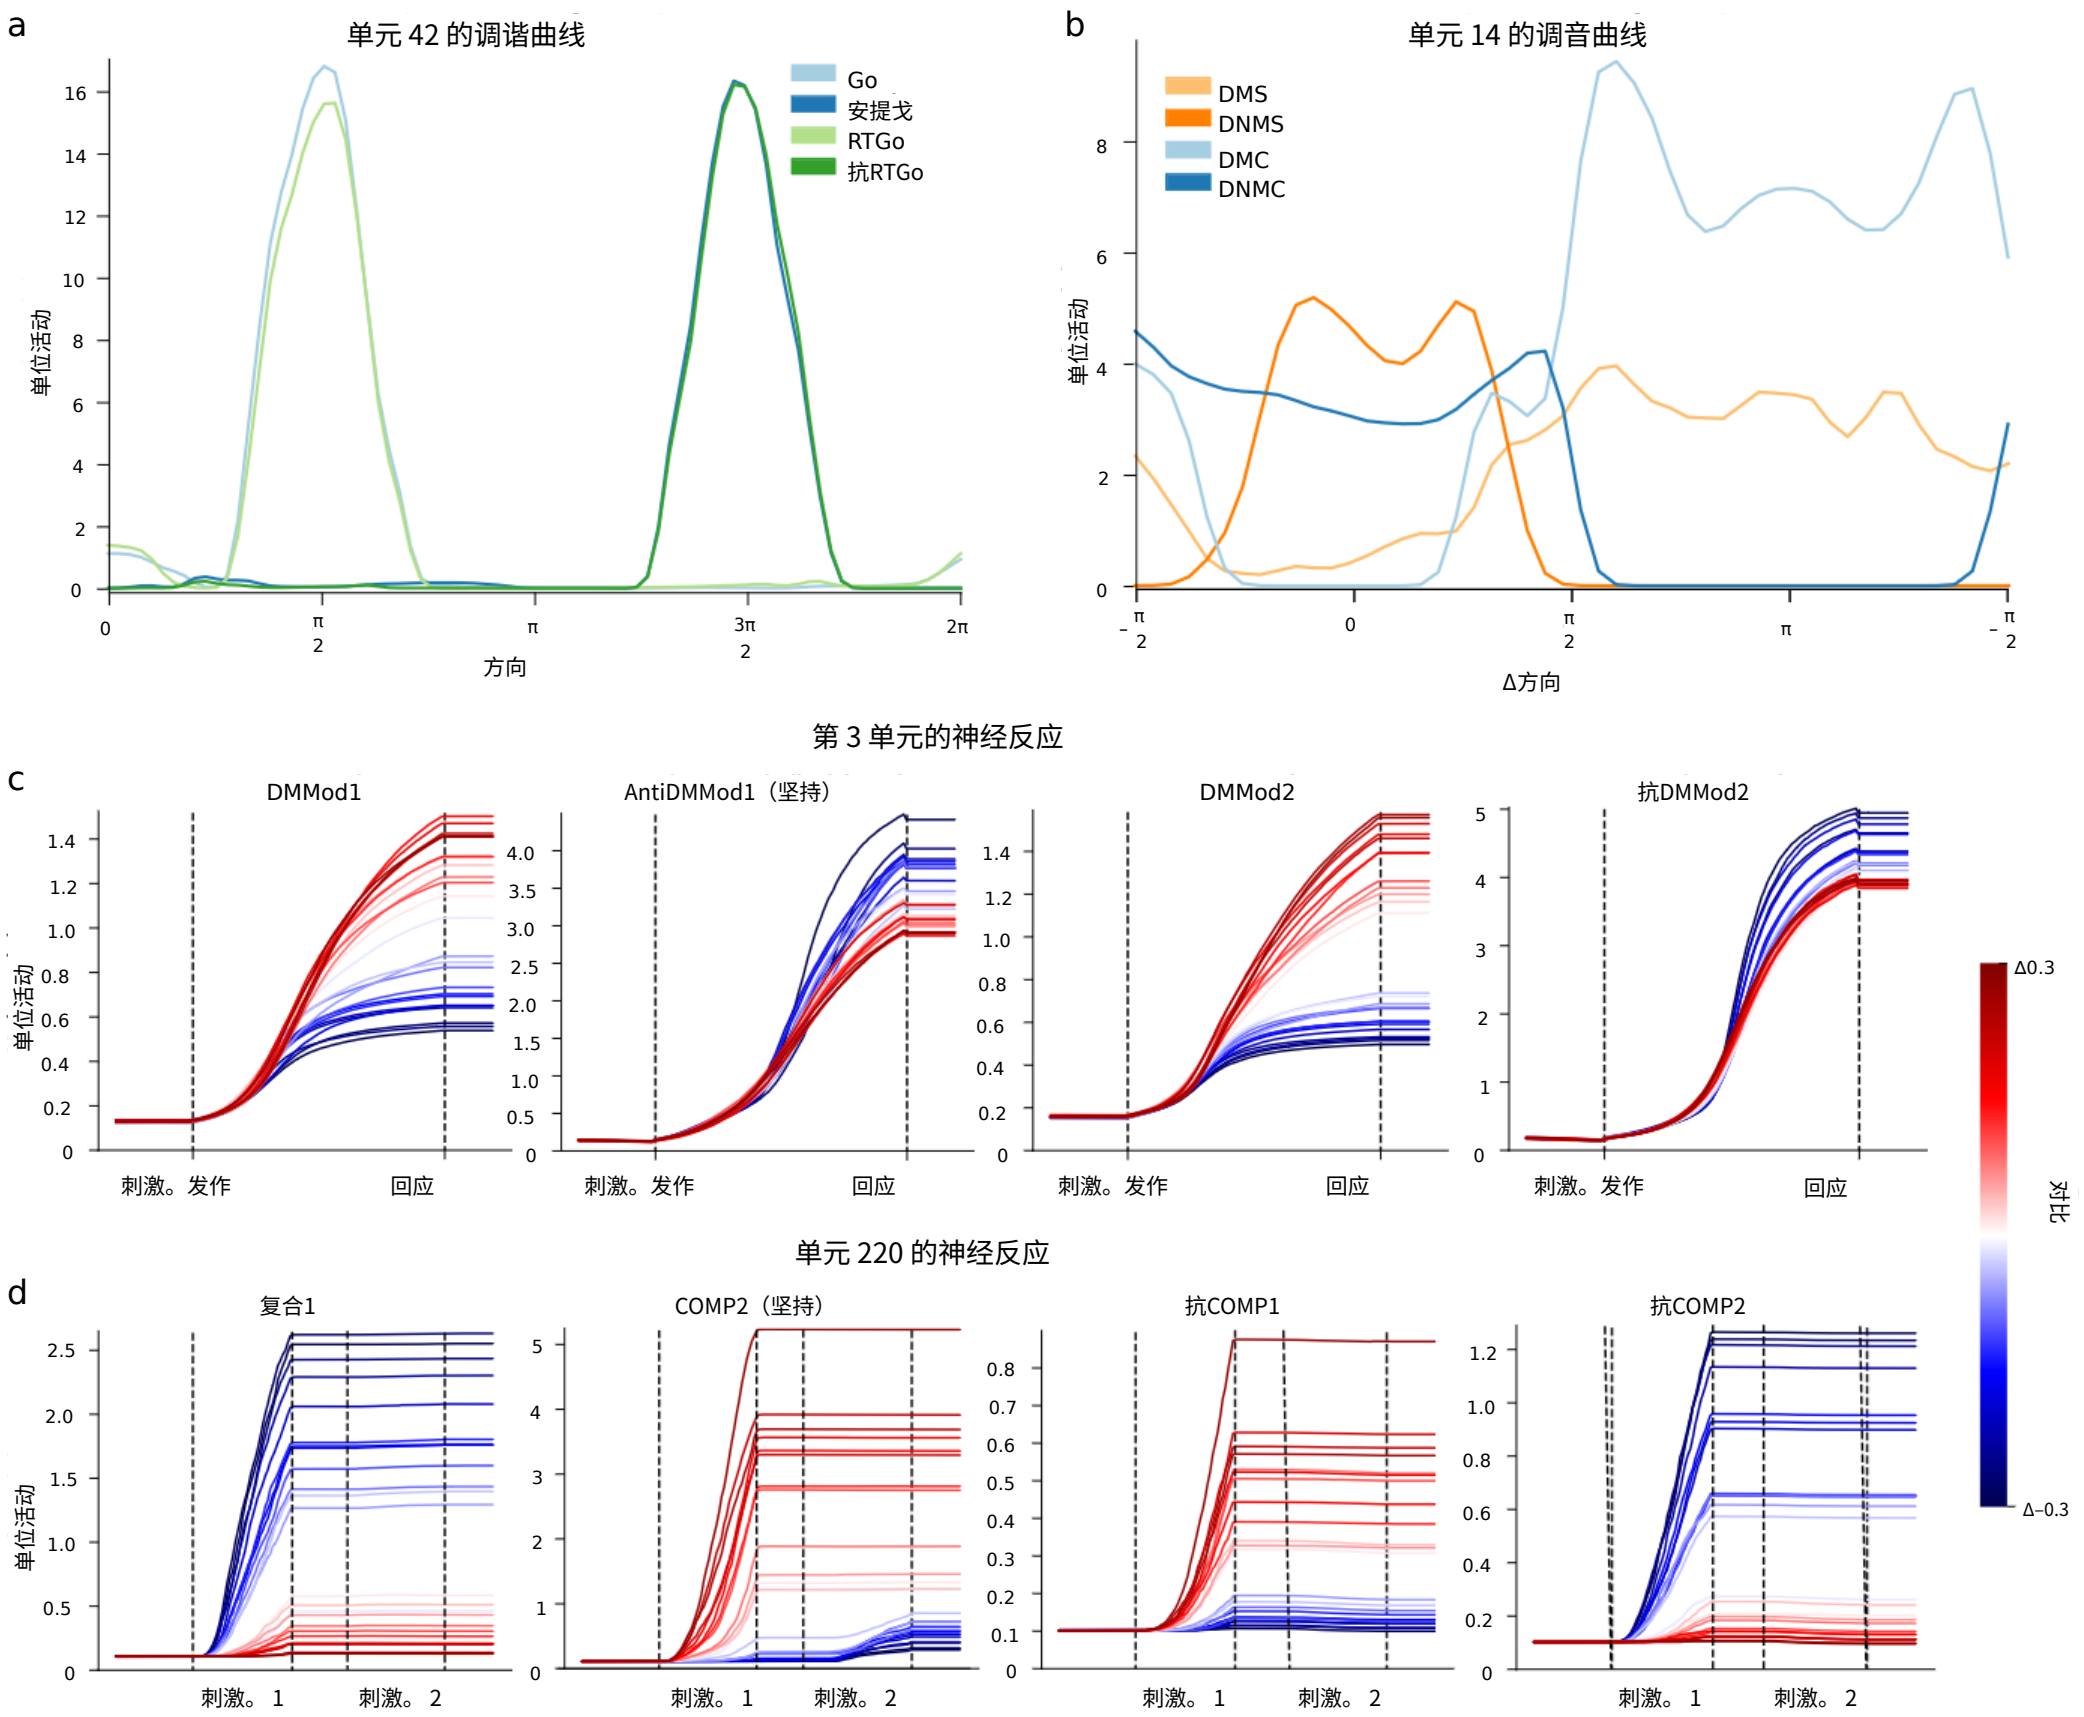 a
单元 42 的调谐曲线
16
14
12
10
8
6
4
2
0
单位活动
Go
安提戈
RTGo
抗RTGo
0
π
2
π
3π
2
2π
方向
b
单元 14 的调音曲线
DMS
DNMS
DMC
DNMC
8
6
4
2
0
单位活动
– π
2
0
π
2
π
– π
2
Δ方向
第 3 单元的神经反应
c
DMMod1
1.4
1.2
1.0
0.8
0.6
0.4
0.2
0
单位活动
刺激。发作
回应
AntiDMMod1（坚持）
4.0
3.5
3.0
2.5
2.0
1.5
1.0
0.5
0
刺激。发作
回应
DMMod2
1.4
1.2
1.0
0.8
0.6
0.4
0.2
0
刺激。发作
回应
抗DMMod2
5
4
3
2
1
0
刺激。发作
回应
Δ0.3
对比
Δ–0.3
单元 220 的神经反应
d
复合1
2.5
2.0
1.5
1.0
0.5
0
单位活动
刺激。 1
刺激。 2
COMP2（坚持）
5
4
3
2
1
0
刺激。 1
刺激。 2
抗COMP1
0.8
0.7
0.6
0.5
0.4
0.3
0.2
0.1
0
刺激。 1
刺激。 2
抗COMP2
1.2
1.0
0.8
0.6
0.4
0.2
0
刺激。 1
刺激。 2